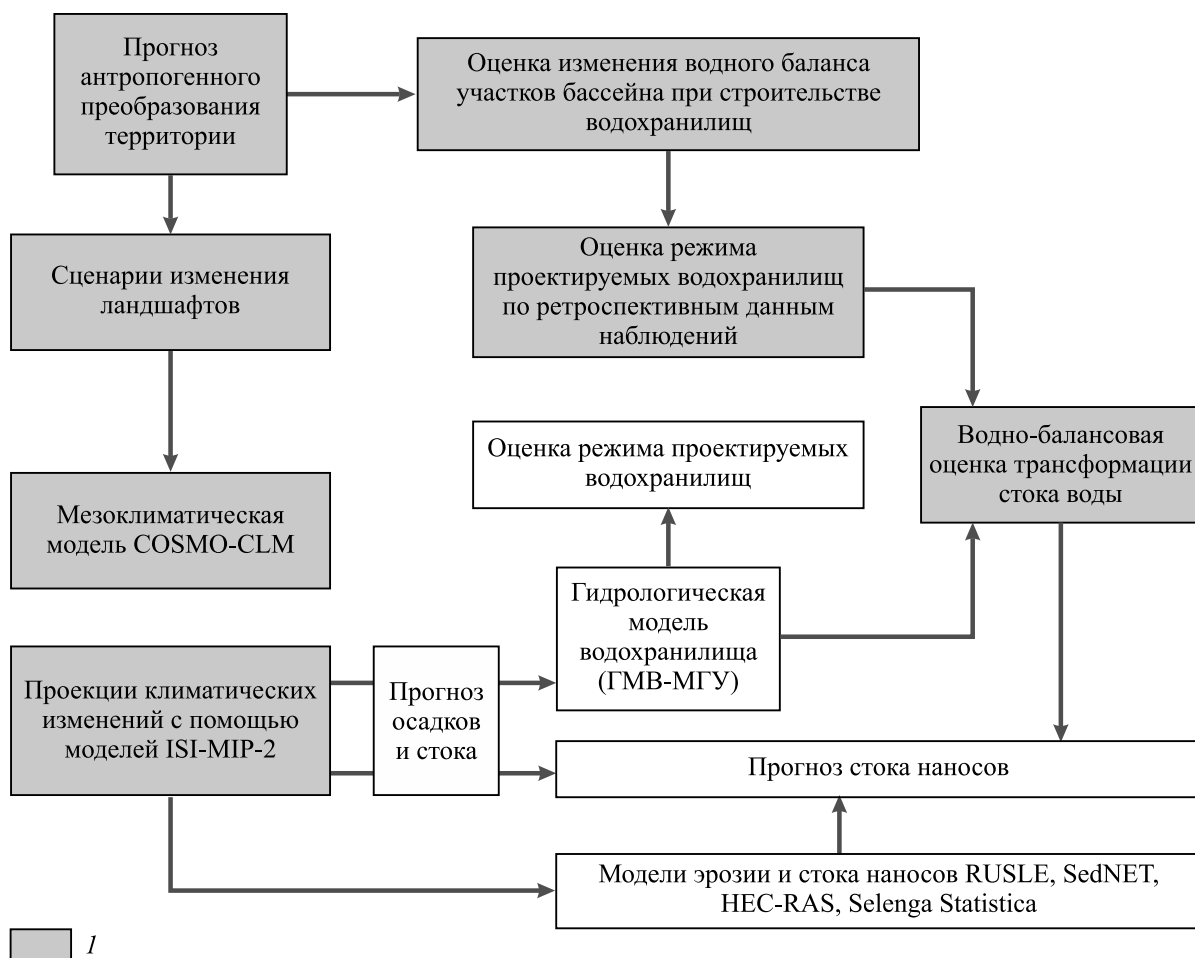 Прогноз
антропогенного
преобразования
территории
Оценка изменения водного баланса
участков бассейна при строительстве
водохранилищ
Сценарии изменения
ландшафтов
Оценка режима
проектируемых водохранилищ
по ретроспективным данным
наблюдений
Оценка режима проектируемых
водохранилищ
Водно-балансовая
оценка трансформации
стока воды
Мезоклиматическая
модель COSMO-CLM
Гидрологическая
модель
водохранилища
(ГМВ-МГУ)
Проекции климатических
изменений с помощью
моделей ISI-MIP-2
Прогноз
осадков
и стока
Прогноз стока наносов
Модели эрозии и стока наносов RUSLE, SedNET,
HEC-RAS, Selenga Statistica
1